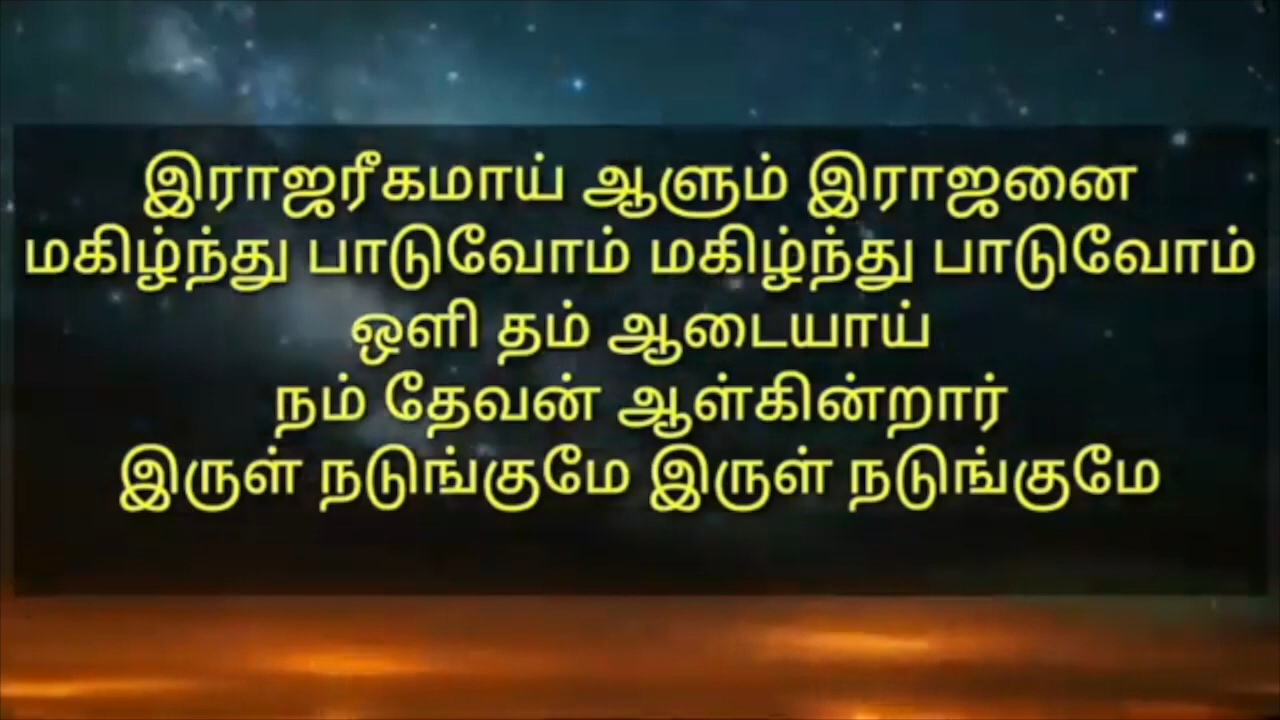 இராஜரீகமாய் ஆளும் இராஜனை
மகிழ்ந்து பாடுவோம் மகிழ்ந்து பாடுவோம்
ஒளி தம் ஆடையாய்
நம் தேவன் ஆள்கின்றார்
இருள் நடுங்குமே இருள் நடுங்குமே